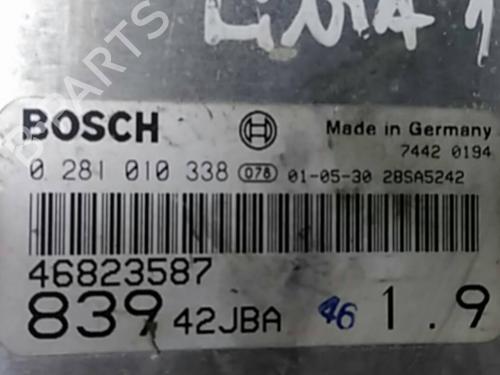 B-PARTS
BOSCH
Made in Germany
7442 0194
0 281 010 338 078 01-05-30 28SA5242
46823587
839 42JBA 46 1.9